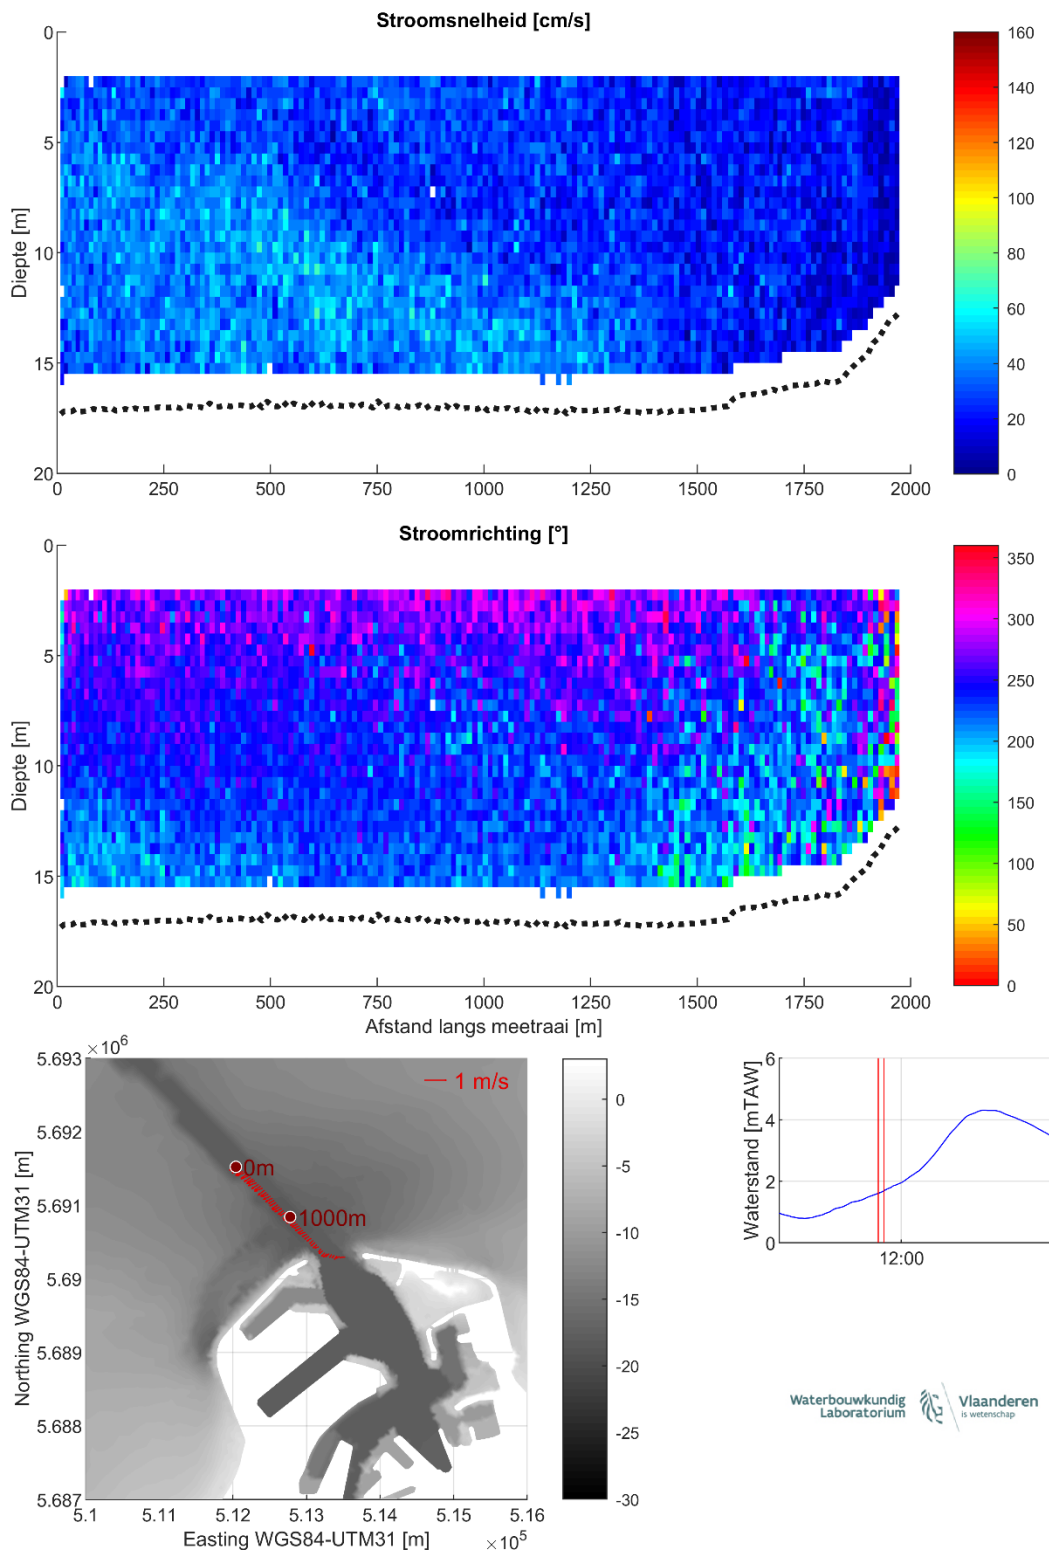 Stroomsnelheid [cm/s]
0
5
10
15
20
Diepte [m]
0 250 500 750 1000 1250 1500 1750 2000
160
140
120
100
80
60
40
20
0
Stroomrichting [°]
0
5
10
15
20
Diepte [m]
0 250 500 750 1000 1250 1500 1750 2000
Afstand langs meetraai [m]
350
300
250
200
150
100
50
0
×10⁶
5.693
5.692
5.691
5.69
5.689
5.688
5.687
Northing WGS84-UTM31 [m]
1 m/s
0m
1000m
5.1 5.12 5.13 5.14 5.15 5.16
Easting WGS84-UTM31 [m]
×10⁵
0
-5
-10
-15
-20
-25
-30
6
4
2
0
Waterstand [mTAW]
12:00
Waterbouwkundig
Laboratorium
Vlaanderen
is wetenschap